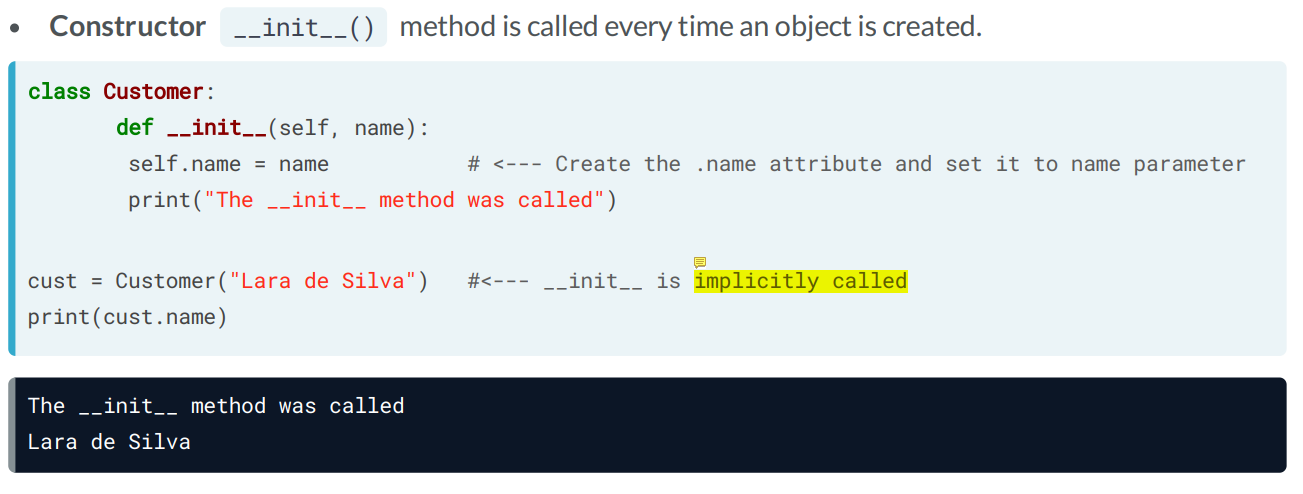 • Constructor __init__() method is called every time an object is created.
class Customer:
def __init__(self, name):
self.name = name # <--- Create the .name attribute and set it to name parameter
print("The __init__ method was called")
cust = Customer("Lara de Silva") #<--- __init__ is implicitly called
print(cust.name)
The __init__ method was called
Lara de Silva